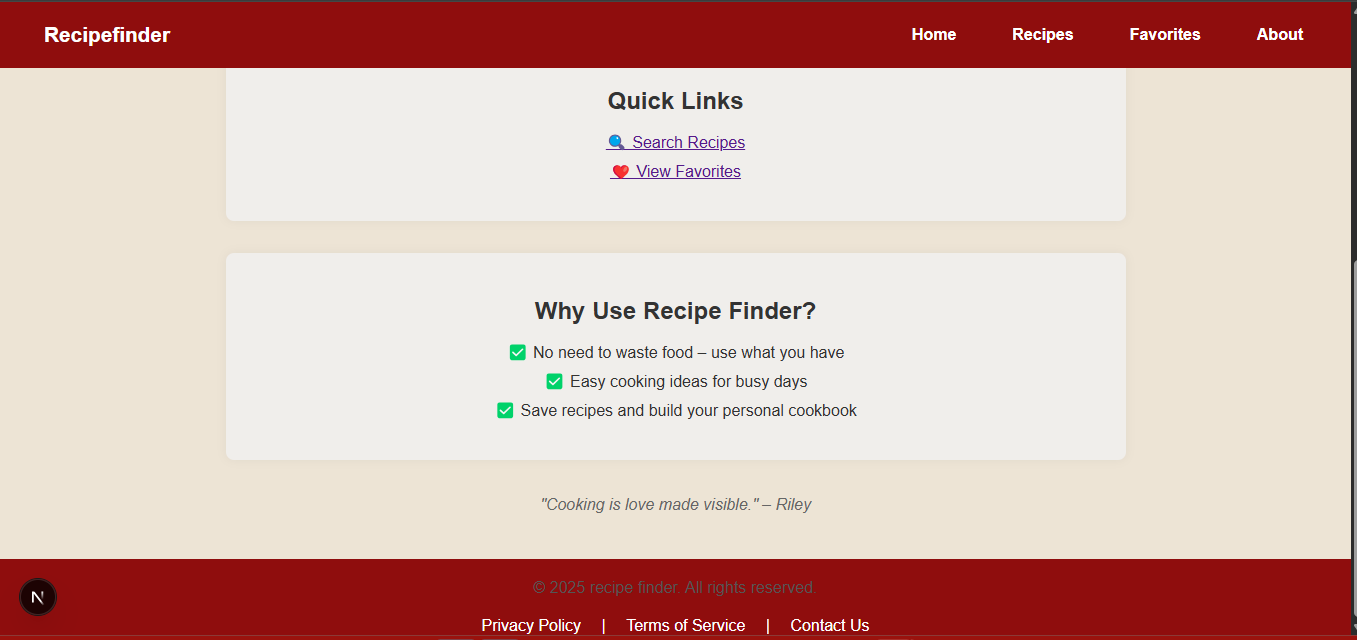 Recipefinder Home Recipes Favorites About
Quick Links
🔍 Search Recipes
❤️ View Favorites
Why Use Recipe Finder?
✅ No need to waste food – use what you have
✅ Easy cooking ideas for busy days
✅ Save recipes and build your personal cookbook
"Cooking is love made visible." – Riley
© 2025 recipe finder. All rights reserved.
N
Privacy Policy | Terms of Service | Contact Us